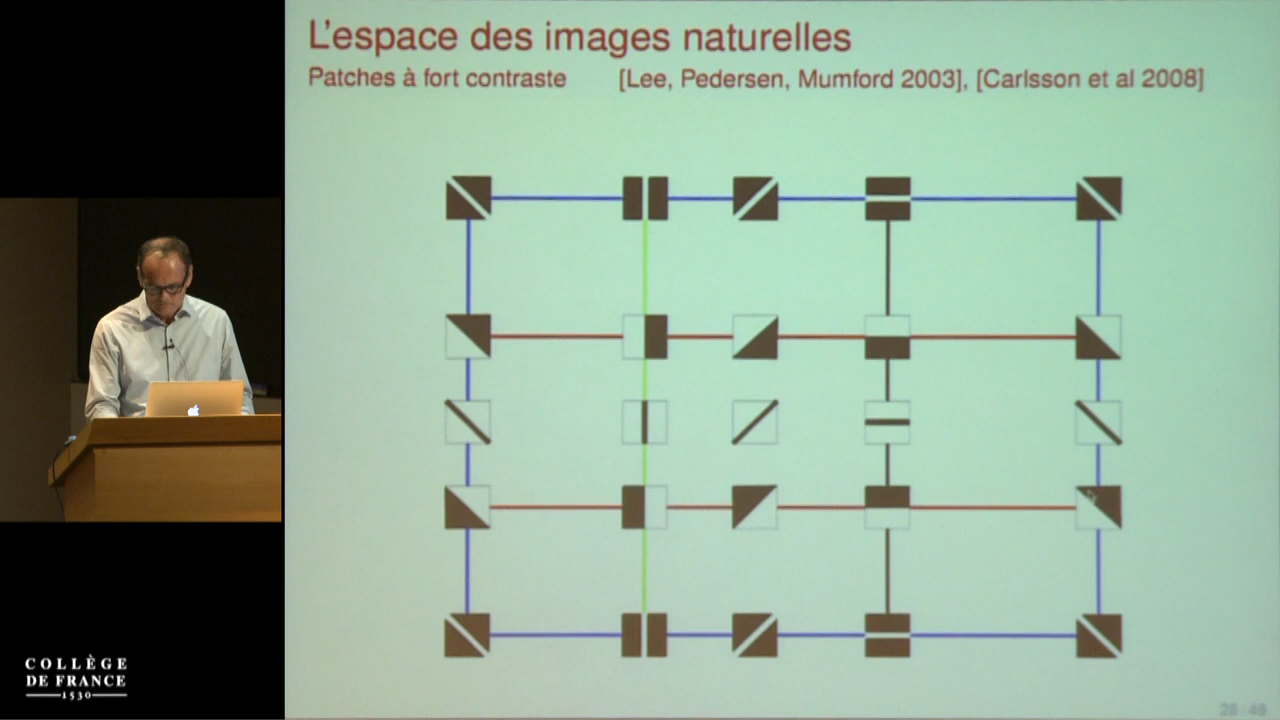 L'espace des images naturelles
Patches à fort contraste [Lee, Pedersen, Mumford 2003], [Carlsson et al 2008]
COLLÈGE
DE FRANCE
1530